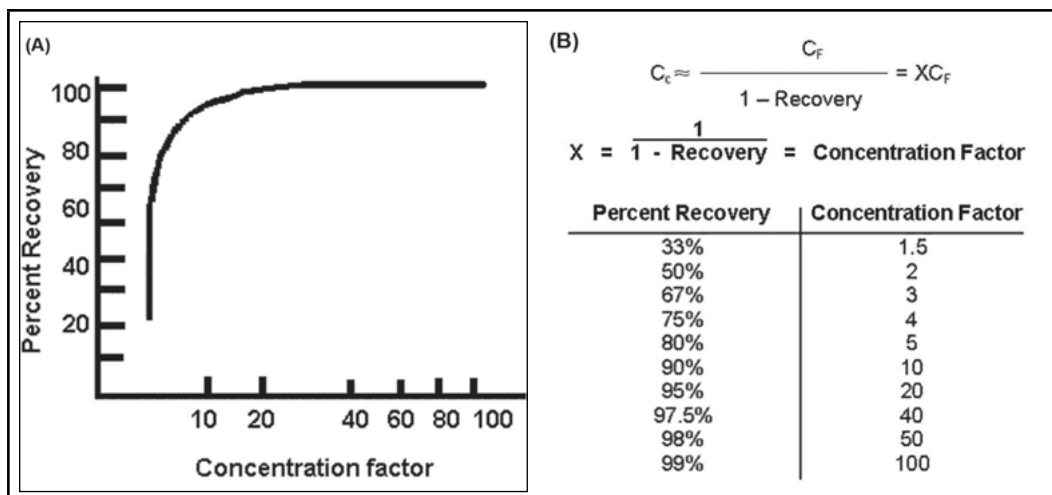 (A)
100
80
60
40
20
Percent Recovery
10 20 40 60 80 100
Concentration factor
(B)
C_F
C_c ≈ ――― = XC_F
1 – Recovery
1
X = ――― = Concentration Factor
1 - Recovery
Percent Recovery Concentration Factor
33% 1.5
50% 2
67% 3
75% 4
80% 5
90% 10
95% 20
97.5% 40
98% 50
99% 100